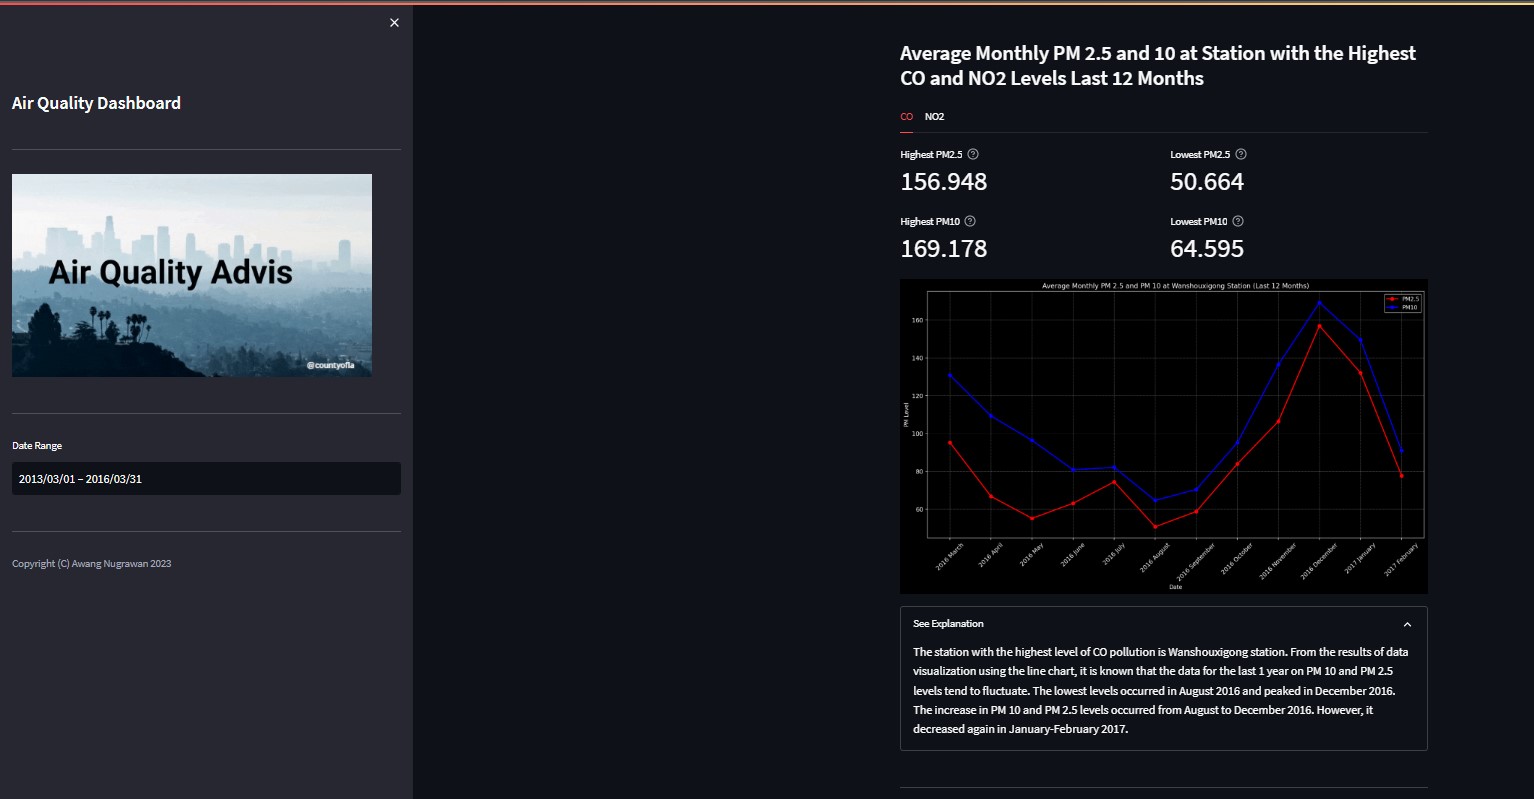 Air Quality Dashboard
Air Quality Advis
@countyofla
Date Range
2013/03/01 – 2016/03/31
Copyright (C) Awang Nugrawan 2023
Average Monthly PM 2.5 and 10 at Station with the Highest
CO and NO2 Levels Last 12 Months
CO NO2
Highest PM2.5
156.948
Lowest PM2.5
50.664
Highest PM10
169.178
Lowest PM10
64.595
Average Monthly PM 2.5 and PM 10 at Wanshouxigong Station (Last 12 Months)
PM2.5
PM10
PM Level
160
140
120
100
80
60
2016 March
2016 April
2016 May
2016 June
2016 July
2016 August
2016 September
2016 October
2016 November
2016 December
2017 January
2017 February
Date
See Explanation
The station with the highest level of CO pollution is Wanshouxigong station. From the results of data
visualization using the line chart, it is known that the data for the last 1 year on PM 10 and PM 2.5
levels tend to fluctuate. The lowest levels occurred in August 2016 and peaked in December 2016.
The increase in PM 10 and PM 2.5 levels occurred from August to December 2016. However, it
decreased again in January-February 2017.